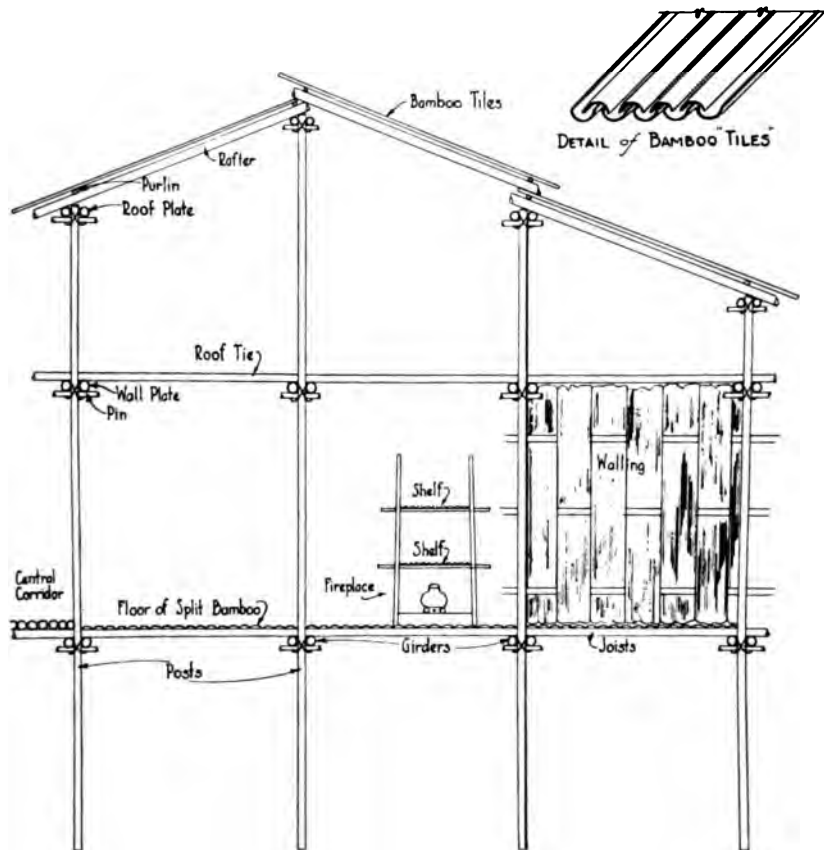 Bamboo Tiles
DETAIL of BAMBOO "TILES"
Rafter
Purlin
Roof Plate
Roof Tie
Wall Plate
Pin
Walling
Shelf
Shelf
Fireplace
Central
Corridor
Floor of Split Bamboo
Girders
Joists
Posts